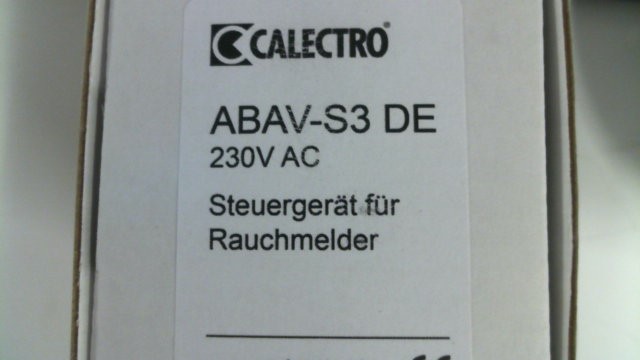 CALECTRO®
ABAV-S3 DE
230V AC
Steuergerät für
Rauchmelder